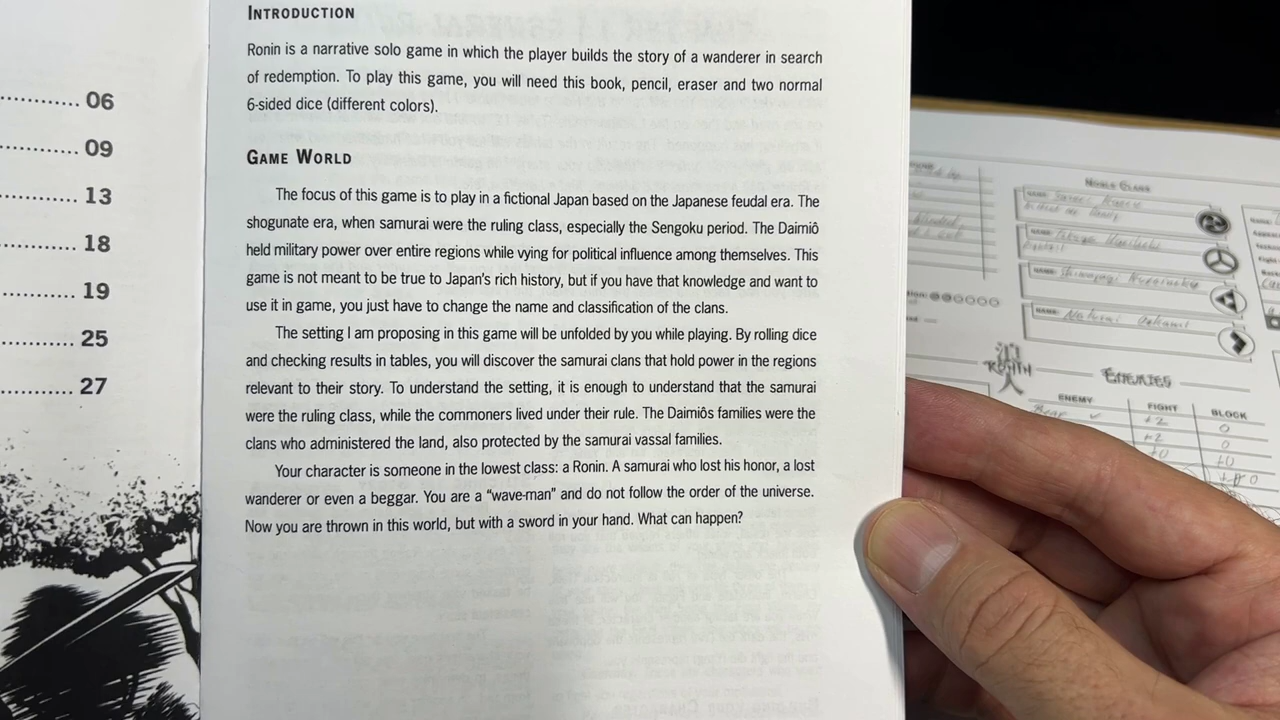 .......... 06
......... 09
......... 13
......... 18
......... 19
.......... 25
.......... 27
INTRODUCTION
Ronin is a narrative solo game in which the player builds the story of a wanderer in search
of redemption. To play this game, you will need this book, pencil, eraser and two normal
6-sided dice (different colors).
GAME WORLD
The focus of this game is to play in a fictional Japan based on the Japanese feudal era. The
shogunate era, when samurai were the ruling class, especially the Sengoku period. The Daimiô
held military power over entire regions while vying for political influence among themselves. This
game is not meant to be true to Japan's rich history, but if you have that knowledge and want to
use it in game, you just have to change the name and classification of the clans.
The setting I am proposing in this game will be unfolded by you while playing. By rolling dice
and checking results in tables, you will discover the samurai clans that hold power in the regions
relevant to their story. To understand the setting, it is enough to understand that the samurai
were the ruling class, while the commoners lived under their rule. The Daimiôs families were the
clans who administered the land, also protected by the samurai vassal families.
Your character is someone in the lowest class: a Ronin. A samurai who lost his honor, a lost
wanderer or even a beggar. You are a "wave-man" and do not follow the order of the universe.
Now you are thrown in this world, but with a sword in your hand. What can happen?
NOBLE CLANS
NAME:
NAME:
NAME:
NAME:
ENEMIES
ENEMY FIGHT BLOCK
Bear +2 0
+2 0
+0 +0